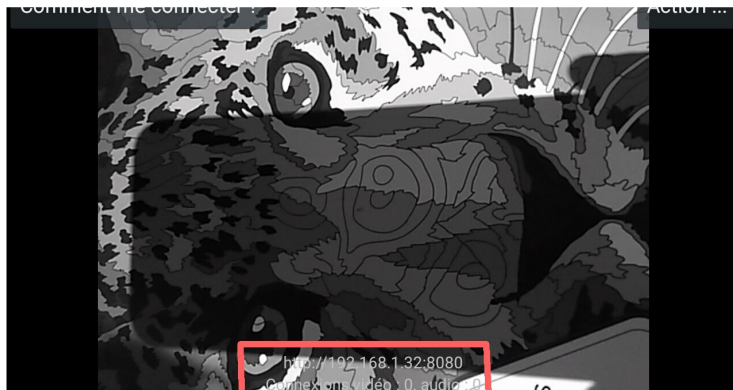 Comment me connecter ?
Action ...
http://192.168.1.32:8080
Connexions vidéo : 0, audio : 0